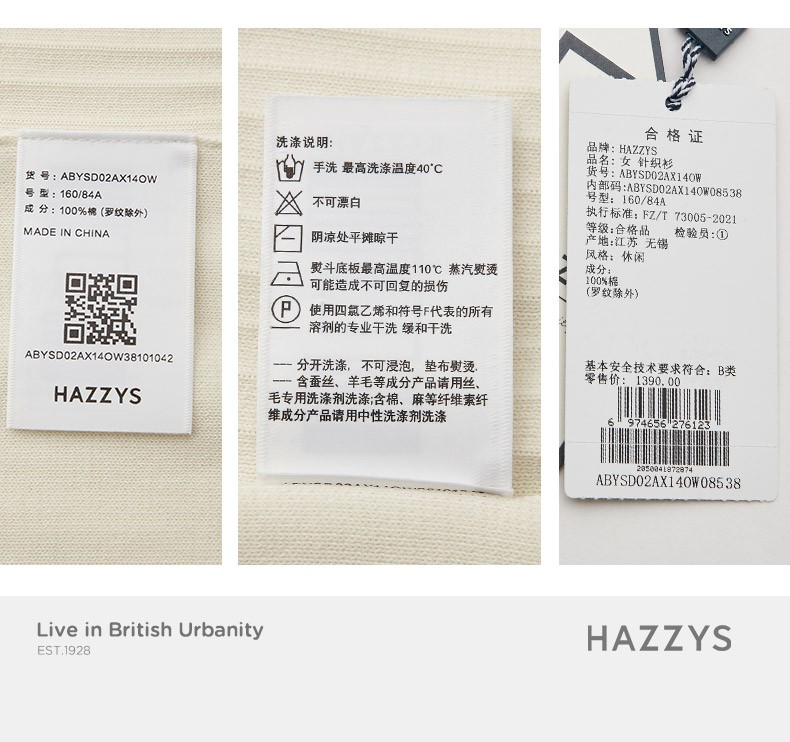 货 号：ABYSD02AX14OW
号 型：160/84A
成 分：100%棉 (罗纹除外)
MADE IN CHINA
ABYSD02AX14OW38101042
HAZZYS
洗涤说明:
手洗 最高洗涤温度40℃
不可漂白
阴凉处平摊晾干
熨斗底板最高温度110℃ 蒸汽熨烫
可能造成不可回复的损伤
P
使用四氯乙烯和符号F代表的所有
溶剂的专业干洗 缓和干洗
---- 分开洗涤, 不可浸泡, 垫布熨烫.
---- 含蚕丝、羊毛等成分产品请用丝、
毛专用洗涤剂洗涤;含棉、麻等纤维素纤
维成分产品请用中性洗涤剂洗涤
合格证
品牌: HAZZYS
品名: 女 针织衫
货号: ABYSD02AX14OW
内部码:ABYSD02AX14OW08538
号型: 160/84A
执行标准: FZ/T 73005-2021
等级:合格品 检验员:①
产地:江苏 无锡
风格: 休闲
成分:
100%棉
(罗纹除外)
基本安全技术要求符合: B类
零售价: 1390.00
6 974656 276123
2050041872874
ABYSD02AX14OW08538
Live in British Urbanity
EST.1928
HAZZYS